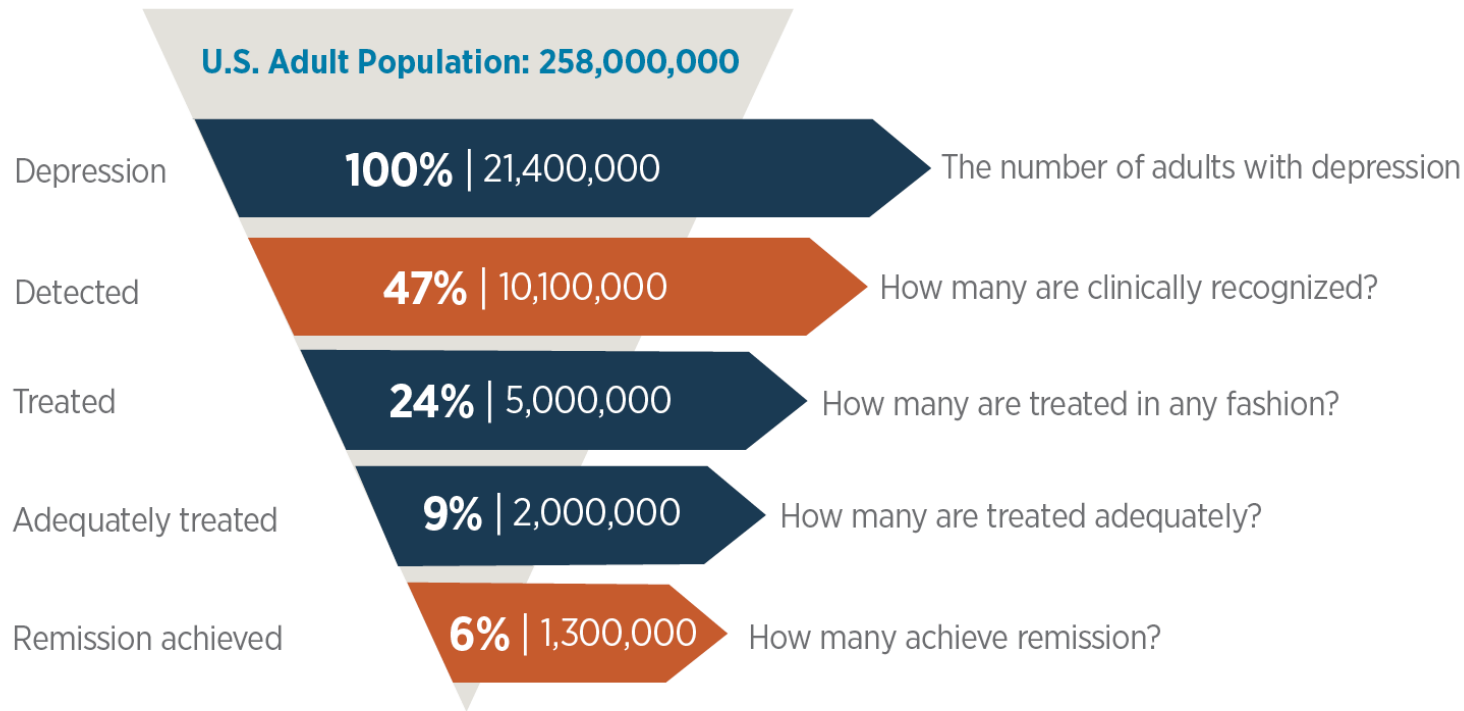 U.S. Adult Population: 258,000,000
Depression
100% | 21,400,000
The number of adults with depression
Detected
47% | 10,100,000
How many are clinically recognized?
Treated
24% | 5,000,000
How many are treated in any fashion?
Adequately treated
9% | 2,000,000
How many are treated adequately?
Remission achieved
6% | 1,300,000
How many achieve remission?